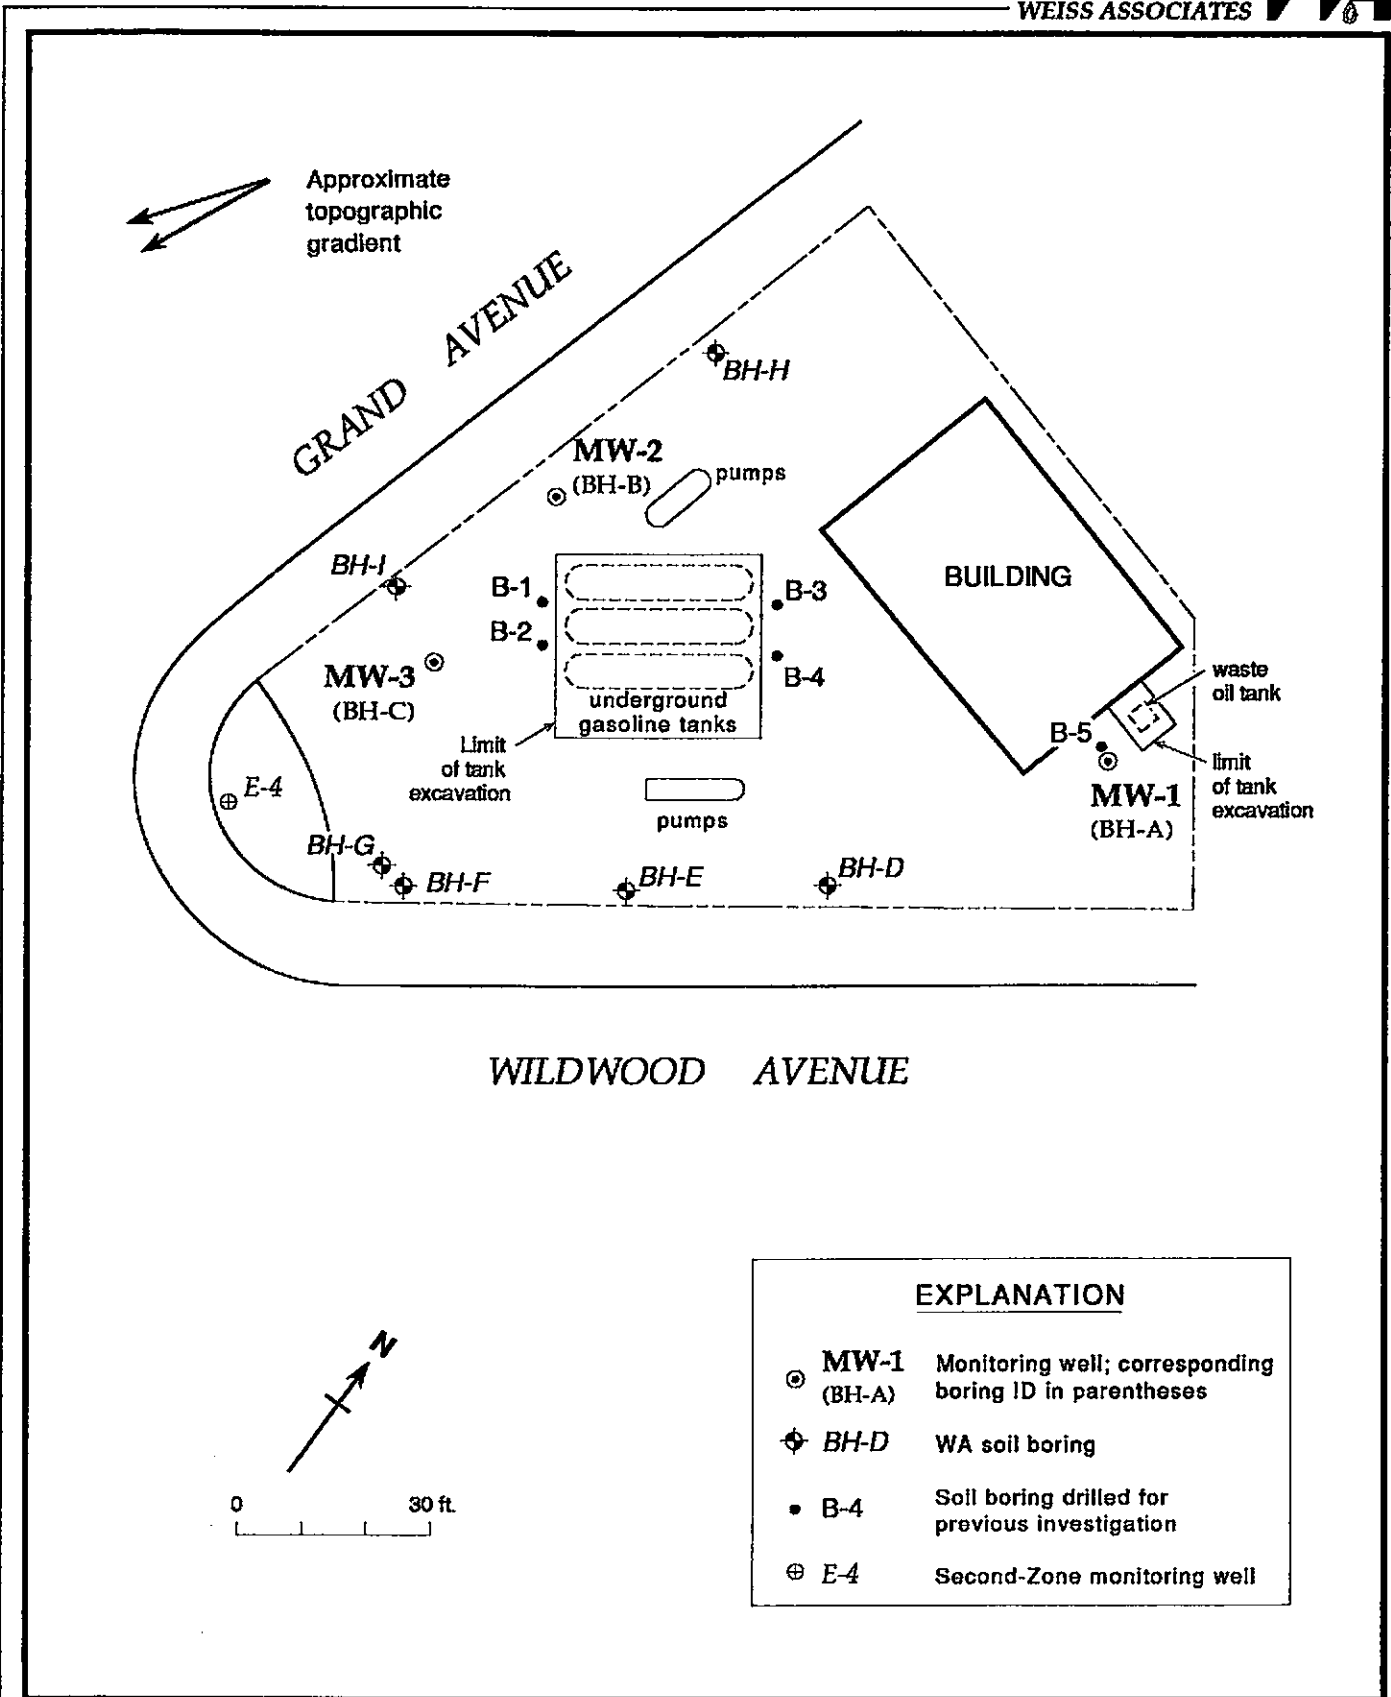 WEISS ASSOCIATES
Approximate
topographic
gradient
GRAND AVENUE
BH-H
MW-2
(BH-B)
pumps
BH-I
B-1
B-2
B-3
B-4
BUILDING
MW-3
(BH-C)
underground
gasoline tanks
Limit
of tank
excavation
waste
oil tank
B-5
limit
of tank
excavation
MW-1
(BH-A)
E-4
pumps
BH-G
BH-F
BH-E
BH-D
WILDWOOD AVENUE
N
0 30 ft.
EXPLANATION
MW-1 Monitoring well; corresponding
(BH-A) boring ID in parentheses
BH-D WA soil boring
B-4 Soil boring drilled for
previous investigation
E-4 Second-Zone monitoring well